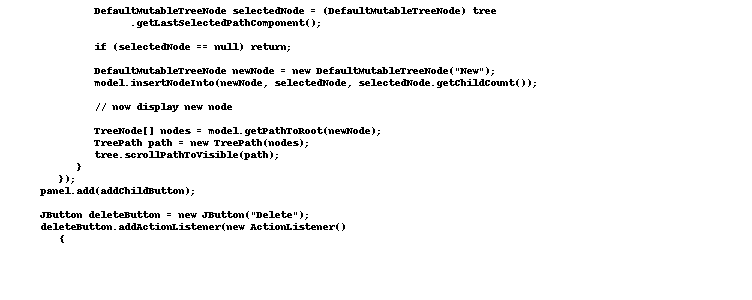 DefaultMutableTreeNode selectedNode = (DefaultMutableTreeNode) tree
.getLastSelectedPathComponent();
if (selectedNode == null) return;
DefaultMutableTreeNode newNode = new DefaultMutableTreeNode("New");
model.insertNodeInto(newNode, selectedNode, selectedNode.getChildCount());
// now display new node
TreeNode[] nodes = model.getPathToRoot(newNode);
TreePath path = new TreePath(nodes);
tree.scrollPathToVisible(path);
}
});
panel.add(addChildButton);
JButton deleteButton = new JButton("Delete");
deleteButton.addActionListener(new ActionListener()
{